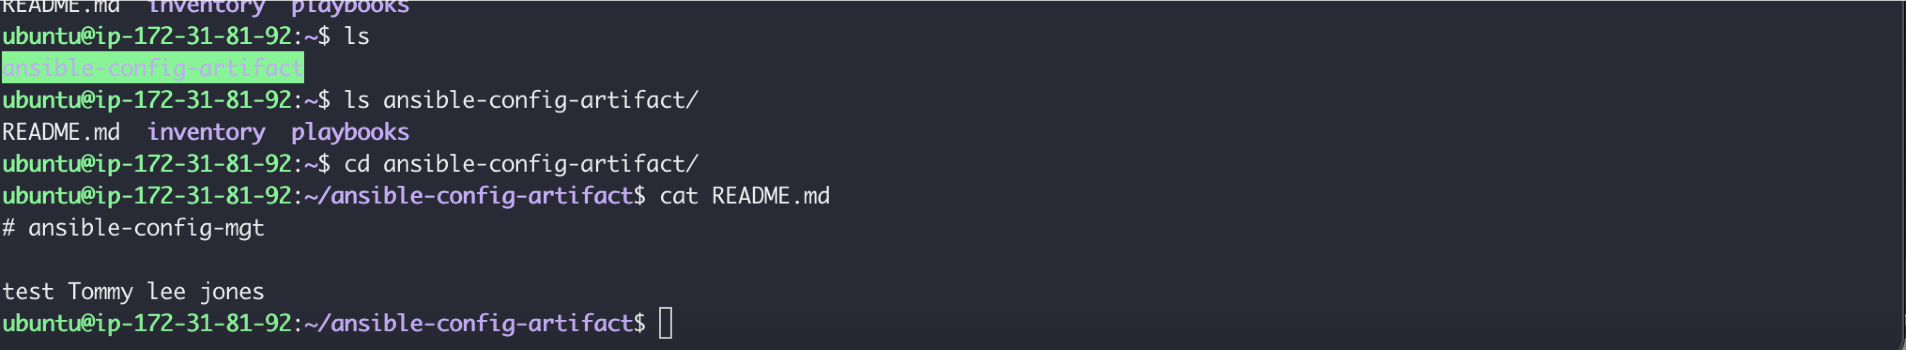 README.md  inventory  playbooks
ubuntu@ip-172-31-81-92:~$ ls
ansible-config-artifact
ubuntu@ip-172-31-81-92:~$ ls ansible-config-artifact/
README.md  inventory  playbooks
ubuntu@ip-172-31-81-92:~$ cd ansible-config-artifact/
ubuntu@ip-172-31-81-92:~/ansible-config-artifact$ cat README.md
# ansible-config-mgt
test Tommy lee jones
ubuntu@ip-172-31-81-92:~/ansible-config-artifact$